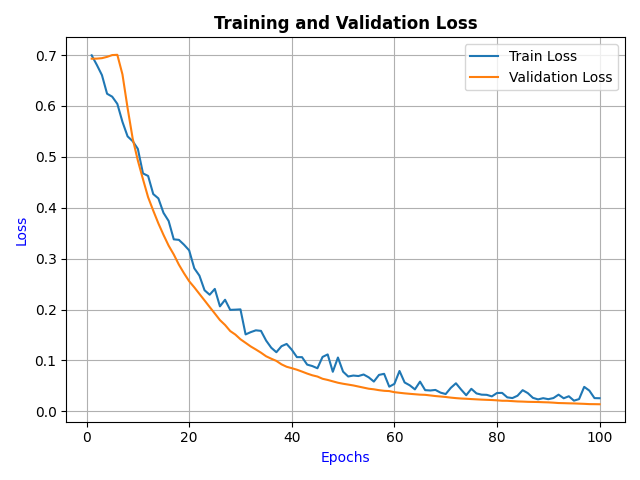 Training and Validation Loss
Train Loss
Validation Loss
0.7
0.6
0.5
0.4
0.3
0.2
0.1
0.0
Loss
0 20 40 60 80 100
Epochs